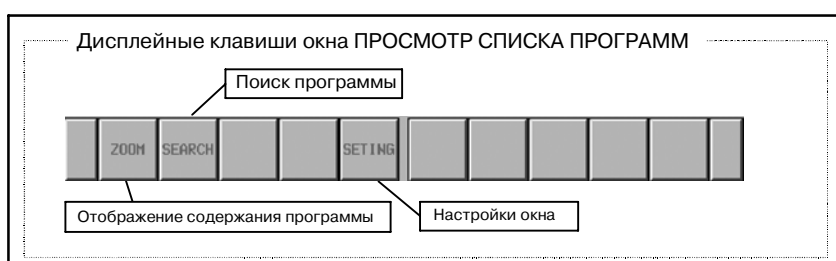 Дисплейные клавиши окна ПРОСМОТР СПИСКА ПРОГРАММ
Поиск программы
ZOOM SEARCH SETING
Отображение содержания программы Настройки окна